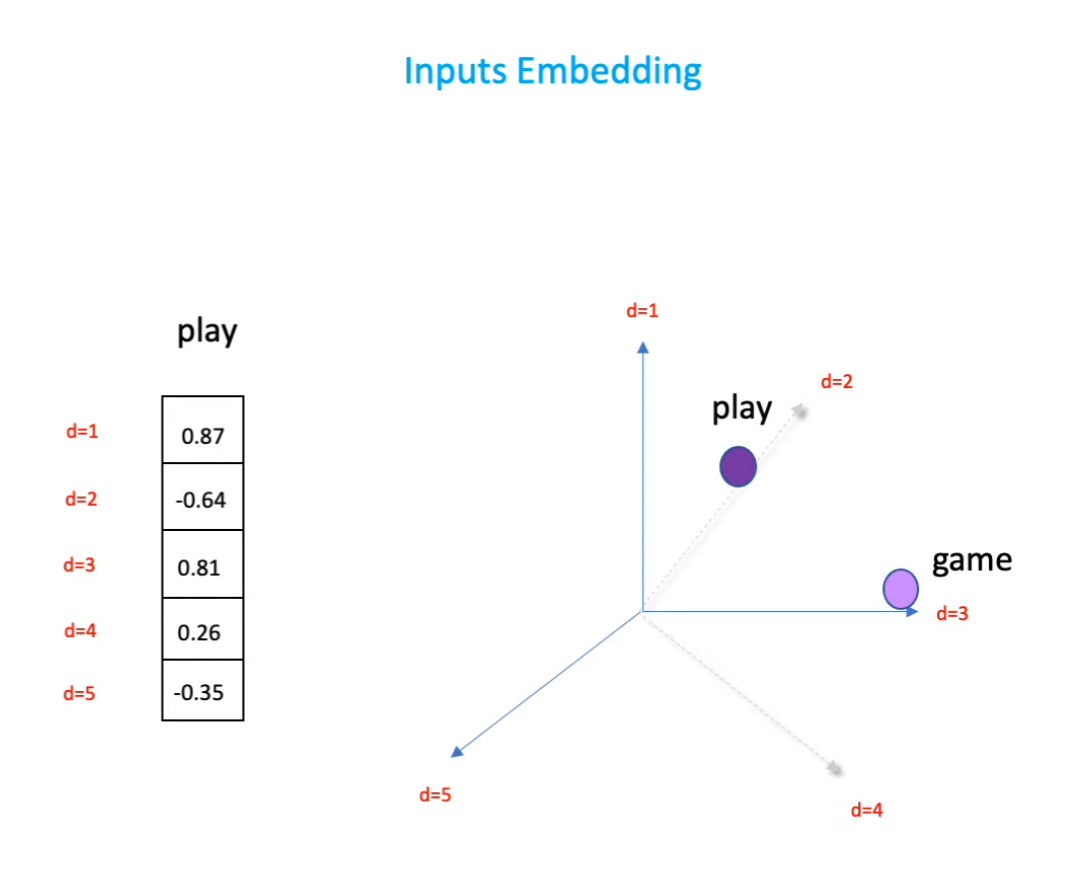 Inputs Embedding
play
d=1 0.87
d=2 -0.64
d=3 0.81
d=4 0.26
d=5 -0.35
d=1
d=2
play
game
d=3
d=5
d=4